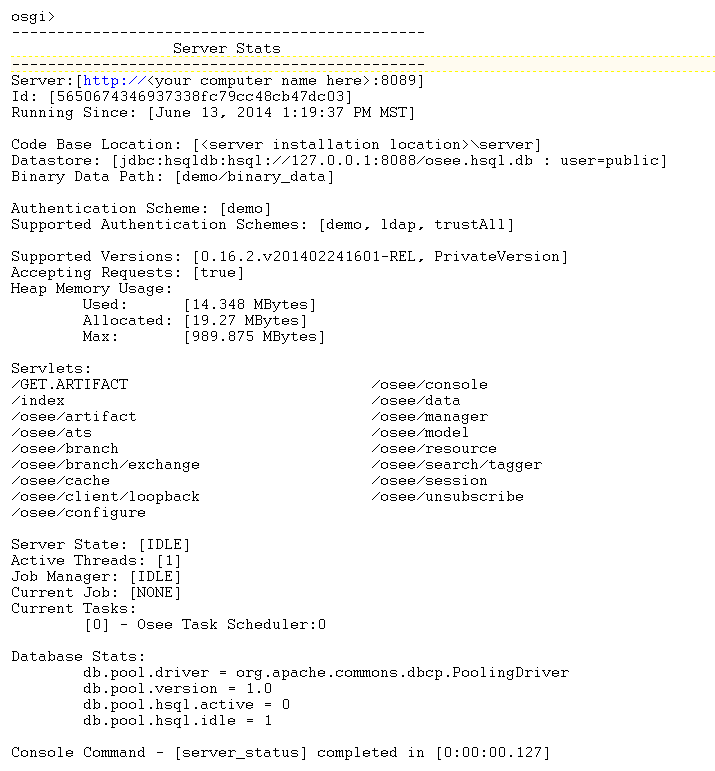 osgi>
----------------------------------------------
                  Server Stats
----------------------------------------------
Server:[http://<your computer name here>:8089]
Id: [5650674346937338fc79cc48cb47dc03]
Running Since: [June 13, 2014 1:19:37 PM MST]

Code Base Location: [<server installation location>\server]
Datastore: [jdbc:hsqldb:hsql://127.0.0.1:8088/osee.hsql.db : user=public]
Binary Data Path: [demo/binary_data]

Authentication Scheme: [demo]
Supported Authentication Schemes: [demo, ldap, trustAll]

Supported Versions: [0.16.2.v201402241601-REL, PrivateVersion]
Accepting Requests: [true]
Heap Memory Usage:
        Used:      [14.348 MBytes]
        Allocated: [19.27 MBytes]
        Max:       [989.875 MBytes]

Servlets:
/GET.ARTIFACT                           /osee/console
/index                                  /osee/data
/osee/artifact                          /osee/manager
/osee/ats                               /osee/model
/osee/branch                            /osee/resource
/osee/branch/exchange                   /osee/search/tagger
/osee/cache                             /osee/session
/osee/client/loopback                   /osee/unsubscribe
/osee/configure

Server State: [IDLE]
Active Threads: [1]
Job Manager: [IDLE]
Current Job: [NONE]
Current Tasks:
        [0] - Osee Task Scheduler:0

Database Stats:
        db.pool.driver = org.apache.commons.dbcp.PoolingDriver
        db.pool.version = 1.0
        db.pool.hsql.active = 0
        db.pool.hsql.idle = 1

Console Command - [server_status] completed in [0:00:00.127]